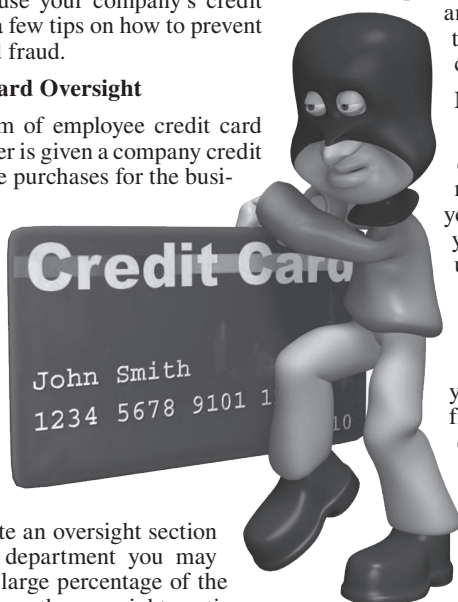 use your company's credit
a few tips on how to prevent
fraud.
ard Oversight
m of employee credit card
er is given a company credit
e purchases for the busi-
Credit Card
John Smith
1234 5678 9101 1
10
te an oversight section
department you may
large percentage of the